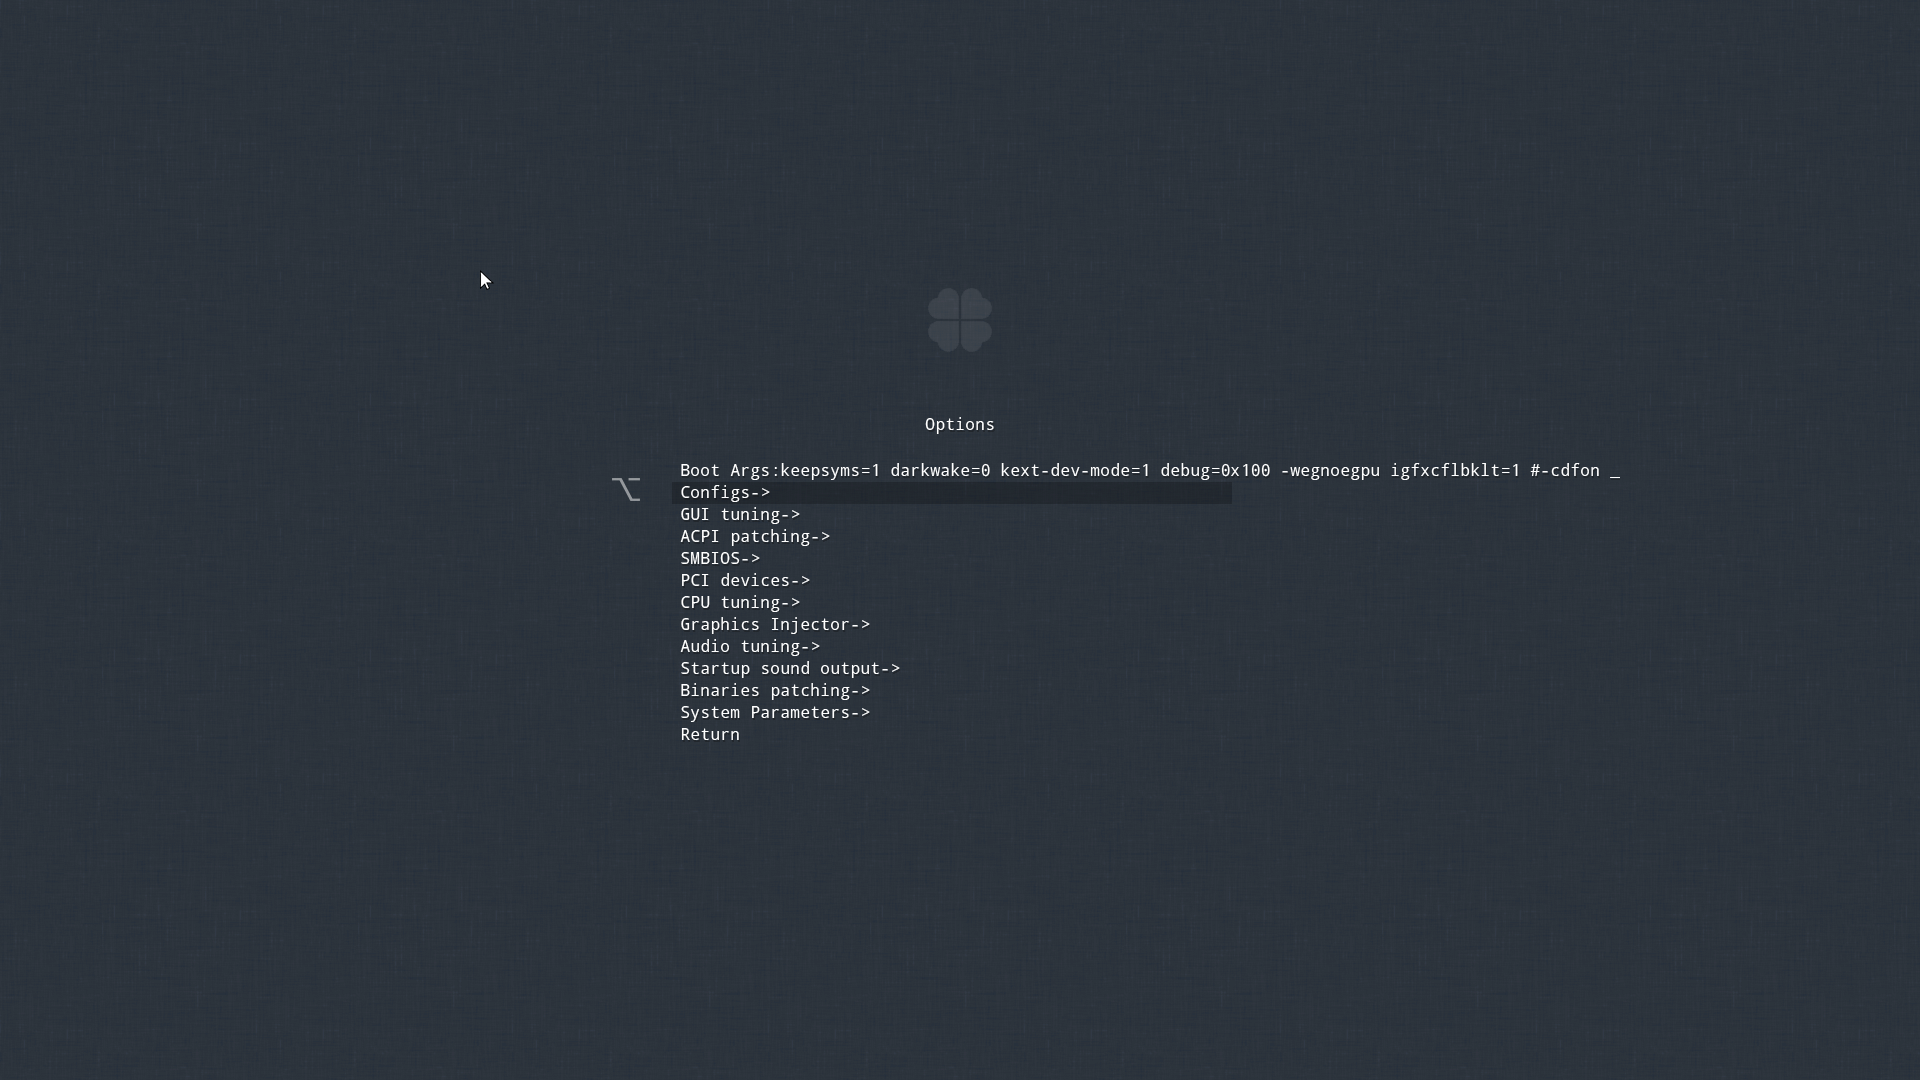 Options
Boot Args:keepsyms=1 darkwake=0 kext-dev-mode=1 debug=0x100 -wegnoegpu igfxcflbklt=1 #-cdfon _
Configs->
GUI tuning->
ACPI patching->
SMBIOS->
PCI devices->
CPU tuning->
Graphics Injector->
Audio tuning->
Startup sound output->
Binaries patching->
System Parameters->
Return